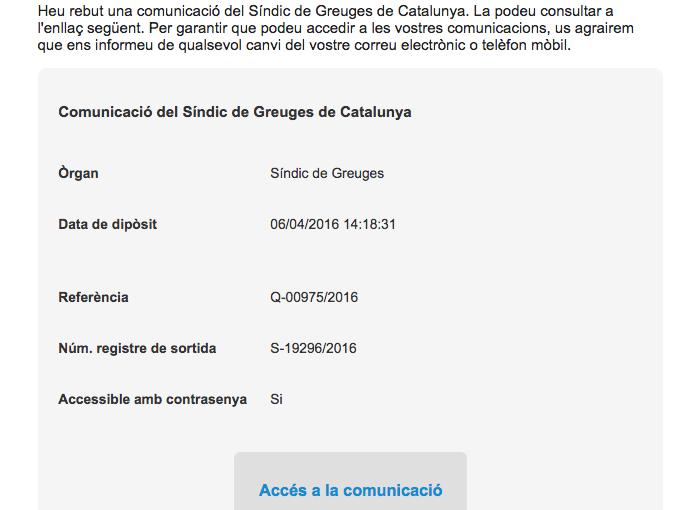 Heu rebut una comunicació del Síndic de Greuges de Catalunya. La podeu consultar a
l'enllaç següent. Per garantir que podeu accedir a les vostres comunicacions, us agrairem
que ens informeu de qualsevol canvi del vostre correu electrònic o telèfon mòbil.
Comunicació del Síndic de Greuges de Catalunya
Òrgan Síndic de Greuges
Data de dipòsit 06/04/2016 14:18:31
Referència Q-00975/2016
Núm. registre de sortida S-19296/2016
Accessible amb contrasenya Si
Accés a la comunicació